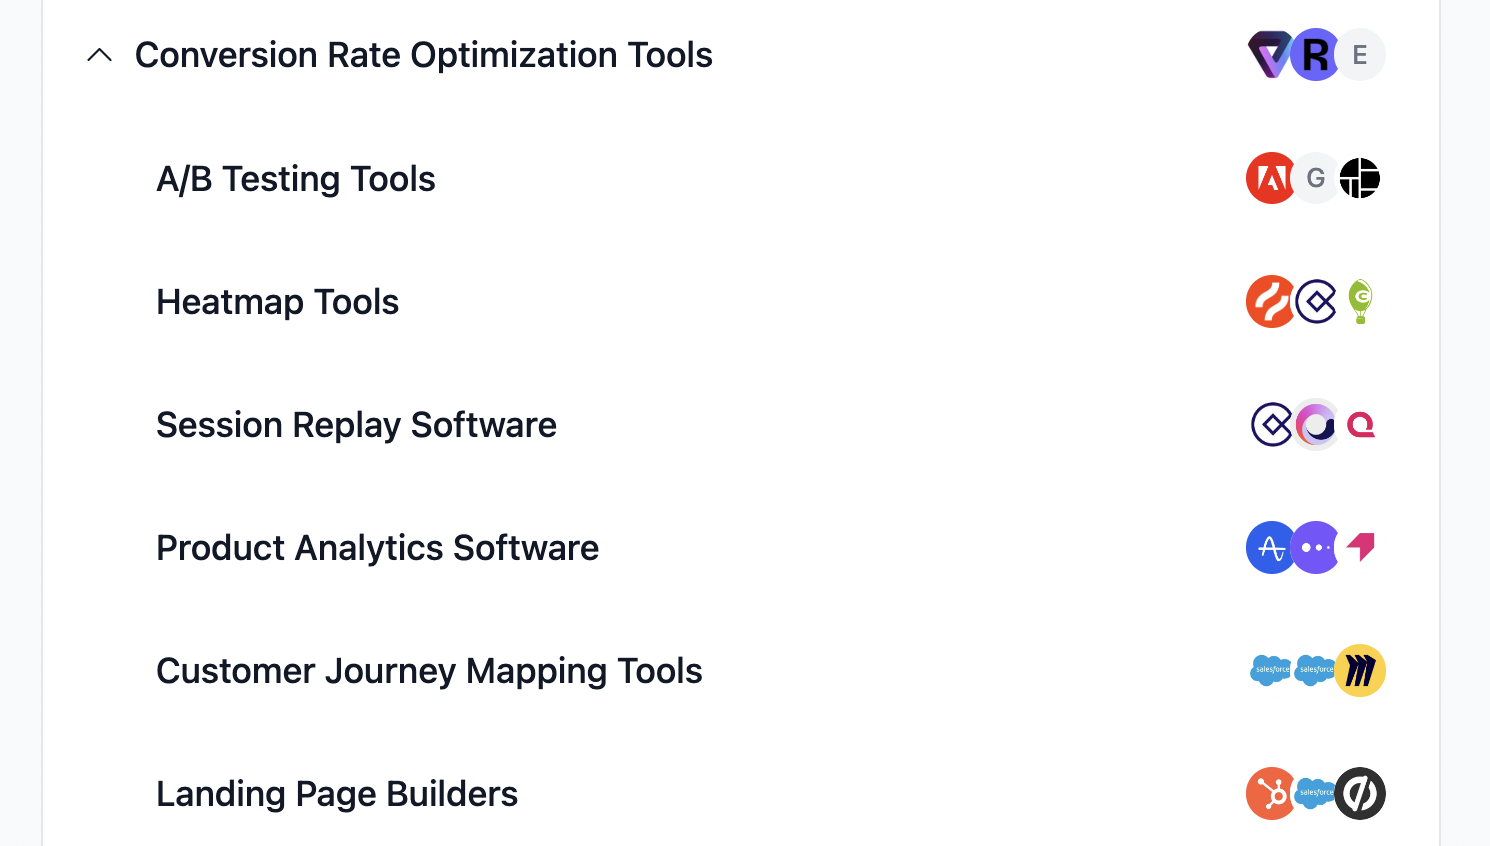 Conversion Rate Optimization Tools
R E
A/B Testing Tools
G
Heatmap Tools
Session Replay Software
Product Analytics Software
Customer Journey Mapping Tools
salesforce salesforce
Landing Page Builders
salesforce